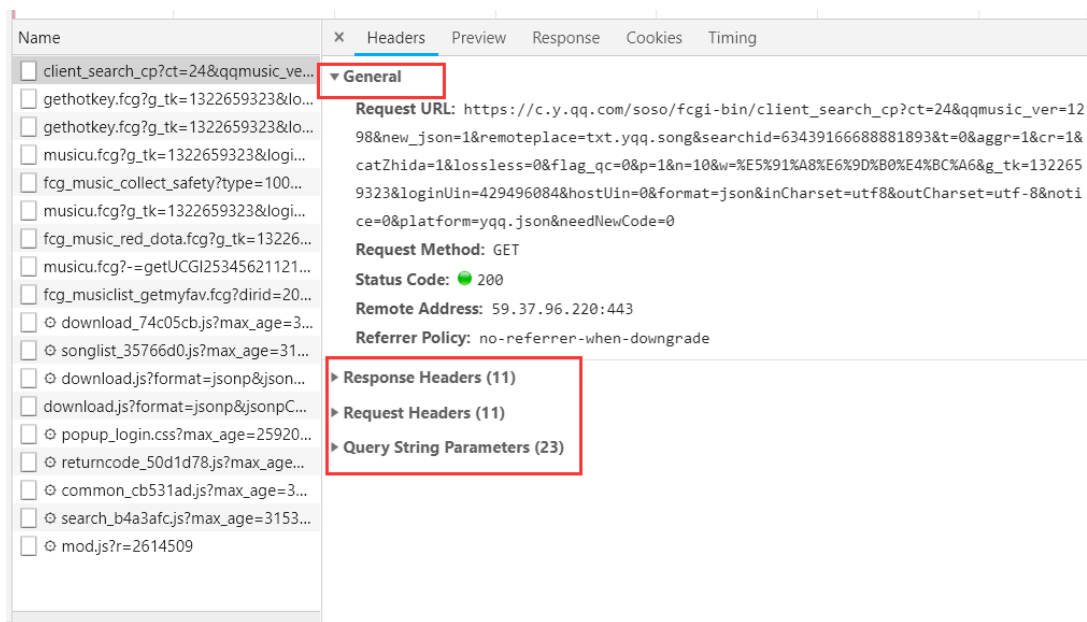 Name
client_search_cp?ct=24&qqmusic_ve...
gethotkey.fcg?g_tk=1322659323&lo...
gethotkey.fcg?g_tk=1322659323&lo...
musicu.fcg?g_tk=1322659323&logi...
fcg_music_collect_safety?type=100...
musicu.fcg?g_tk=1322659323&logi...
fcg_music_red_dota.fcg?g_tk=13226...
musicu.fcg?-=getUCGI25345621121...
fcg_musiclist_getmyfav.fcg?dirid=20...
download_74c05cb.js?max_age=3...
songlist_35766d0.js?max_age=31...
download.js?format=jsonp&json...
download.js?format=jsonp&jsonpC...
popup_login.css?max_age=25920...
returncode_50d1d78.js?max_age...
common_cb531ad.js?max_age=3...
search_b4a3afc.js?max_age=3153...
mod.js?r=2614509
× Headers Preview Response Cookies Timing
General
Request URL: https://c.y.qq.com/soso/fcgi-bin/client_search_cp?ct=24&qqmusic_ver=12
98&new_json=1&remoteplace=txt.yqq.song&searchid=63439166688881893&t=0&aggr=1&cr=1&
catZhida=1&lossless=0&flag_qc=0&p=1&n=10&w=%E5%91%A8%E6%9D%B0%E4%BC%A6&g_tk=132265
9323&loginUin=429496084&hostUin=0&format=json&inCharset=utf8&outCharset=utf-8&noti
ce=0&platform=yqq.json&needNewCode=0
Request Method: GET
Status Code: 200
Remote Address: 59.37.96.220:443
Referrer Policy: no-referrer-when-downgrade
Response Headers (11)
Request Headers (11)
Query String Parameters (23)